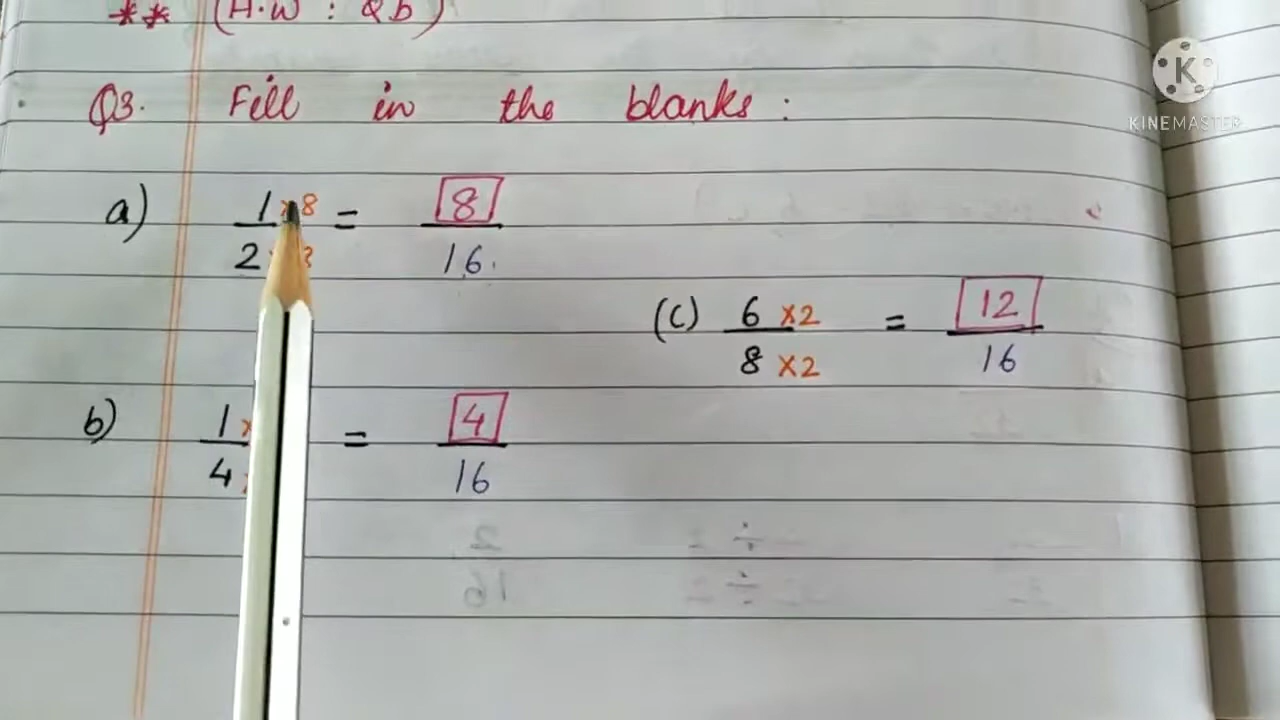 ** (H.W : Q b)
Q3. Fill in the blanks :
a) 1 ×8 = 8
2 16.
(c) 6 ×2 = 12
8 ×2 16
b) 1 × = 4
4 16
KINEMASTER